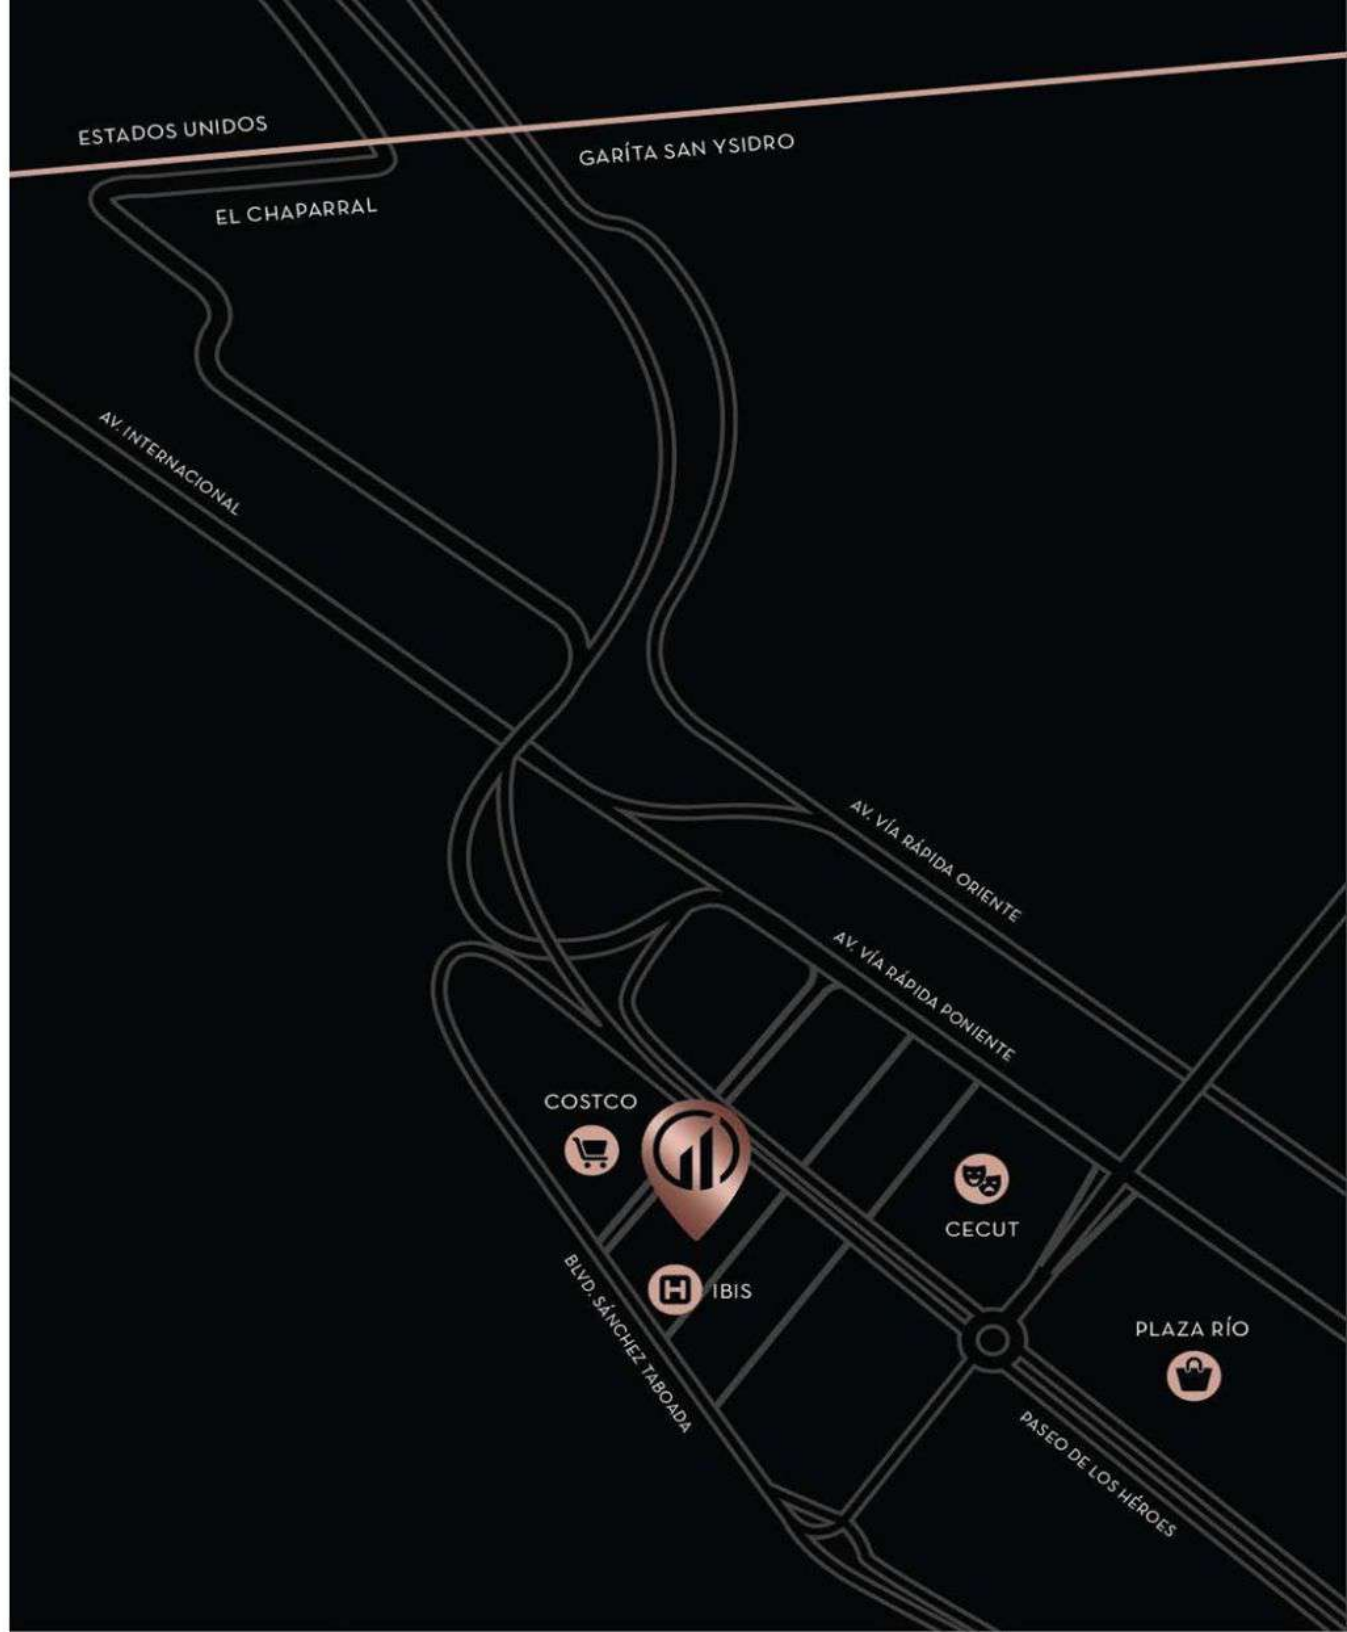 ESTADOS UNIDOS
GARÍTA SAN YSIDRO
EL CHAPARRAL
AV. INTERNACIONAL
AV. VÍA RÁPIDA ORIENTE
AV. VÍA RÁPIDA PONIENTE
COSTCO
CECUT
H
IBIS
BLVD. SÁNCHEZ TABOADA
PLAZA RÍO
PASEO DE LOS HÉROES